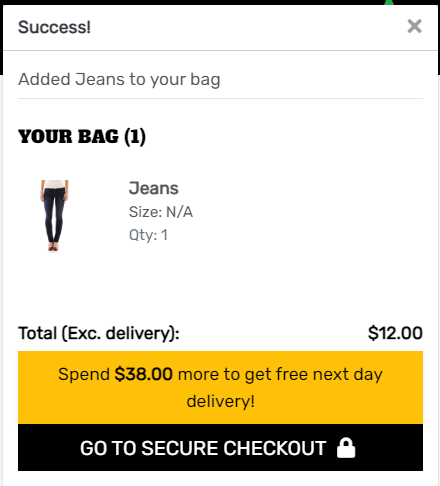 Success!
Added Jeans to your bag
YOUR BAG (1)
Jeans
Size: N/A
Qty: 1
Total (Exc. delivery): $12.00
Spend $38.00 more to get free next day
delivery!
GO TO SECURE CHECKOUT